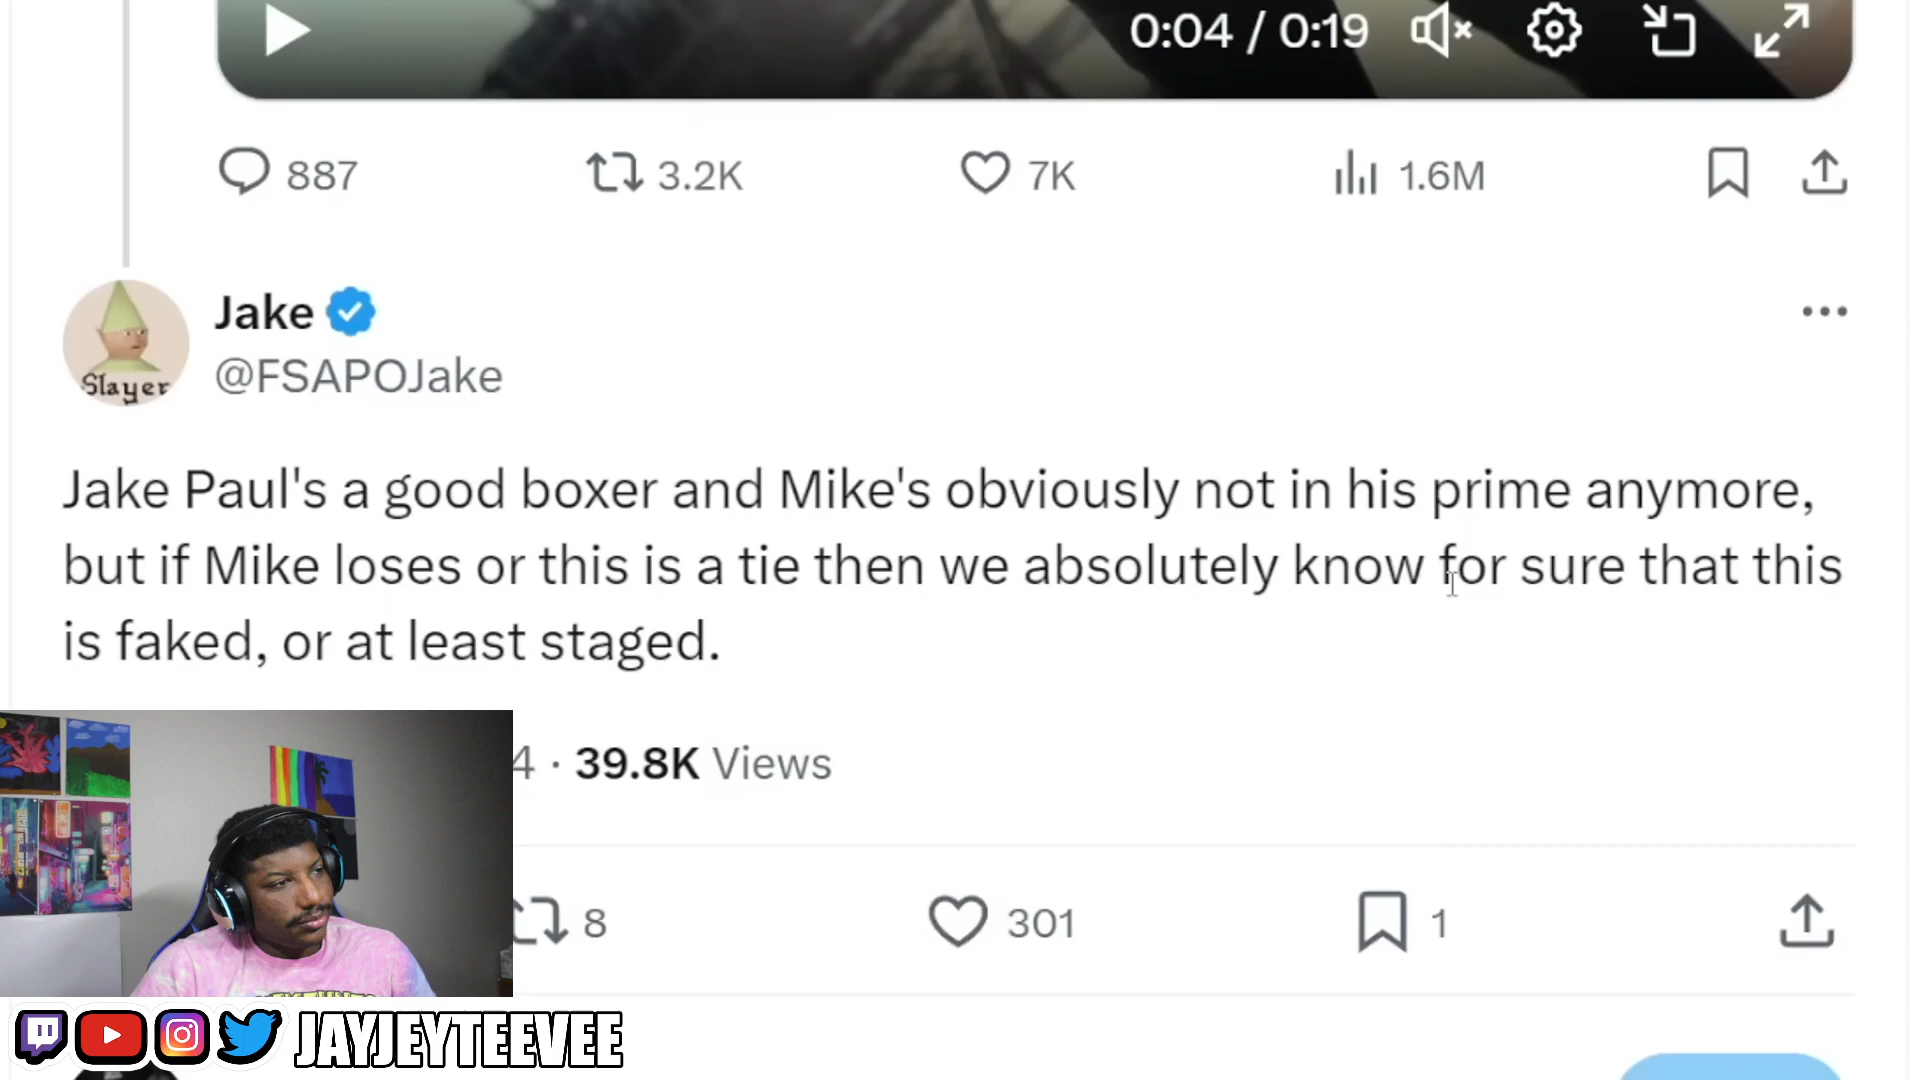 0:04 / 0:19
887 3.2K 7K 1.6M
Jake
@FSAPOJake
Slayer
Jake Paul's a good boxer and Mike's obviously not in his prime anymore,
but if Mike loses or this is a tie then we absolutely know for sure that this
is faked, or at least staged.
4 · 39.8K Views
8 301 1
JAYJEYTEEVEE